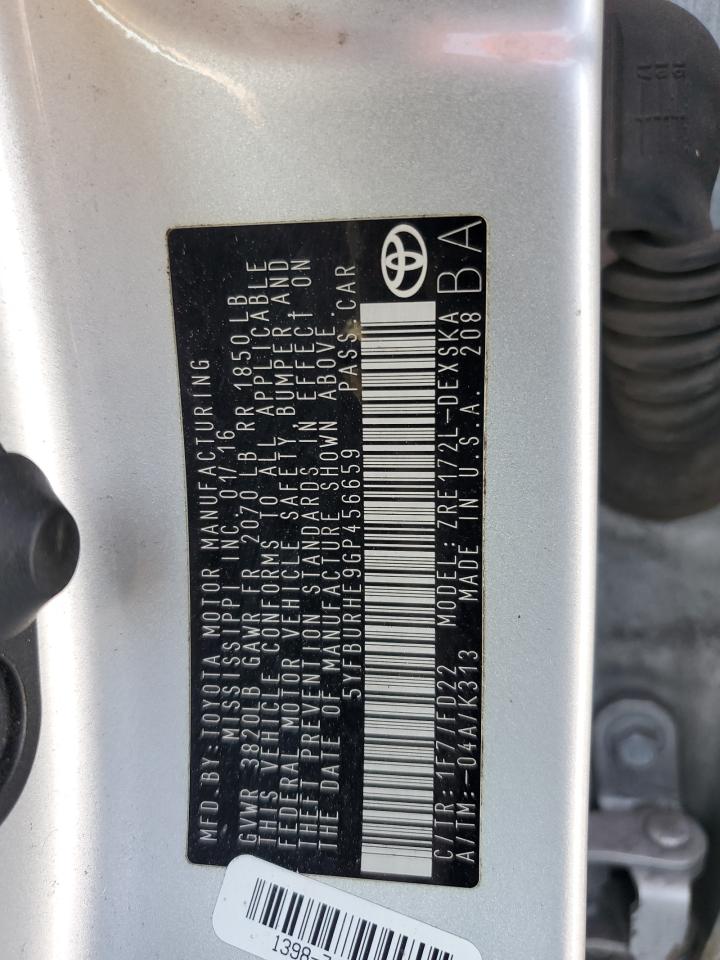 MFD.BY:TOYOTA MOTOR MANUFACTURING
MISSISSIPPI INC.01/16
GVWR 3820LB GAWR FR 2070LB RR 1850LB
THIS VEHICLE CONFORMS TO ALL APPLICABLE
FEDERAL MOTOR VEHICLE SAFETY BUMPER AND
THEFT PREVENTION STANDARDS IN EFFECT ON
THE DATE OF MANUFACTURE SHOWN ABOVE.
5YFBURHE9GP456659 PASS.CAR
C/TR:1F7/FD22 MODEL:ZRE172L-DEXSKA
A/TM:-04A/K313 MADE IN U.S.A. 208
BA
1398-7